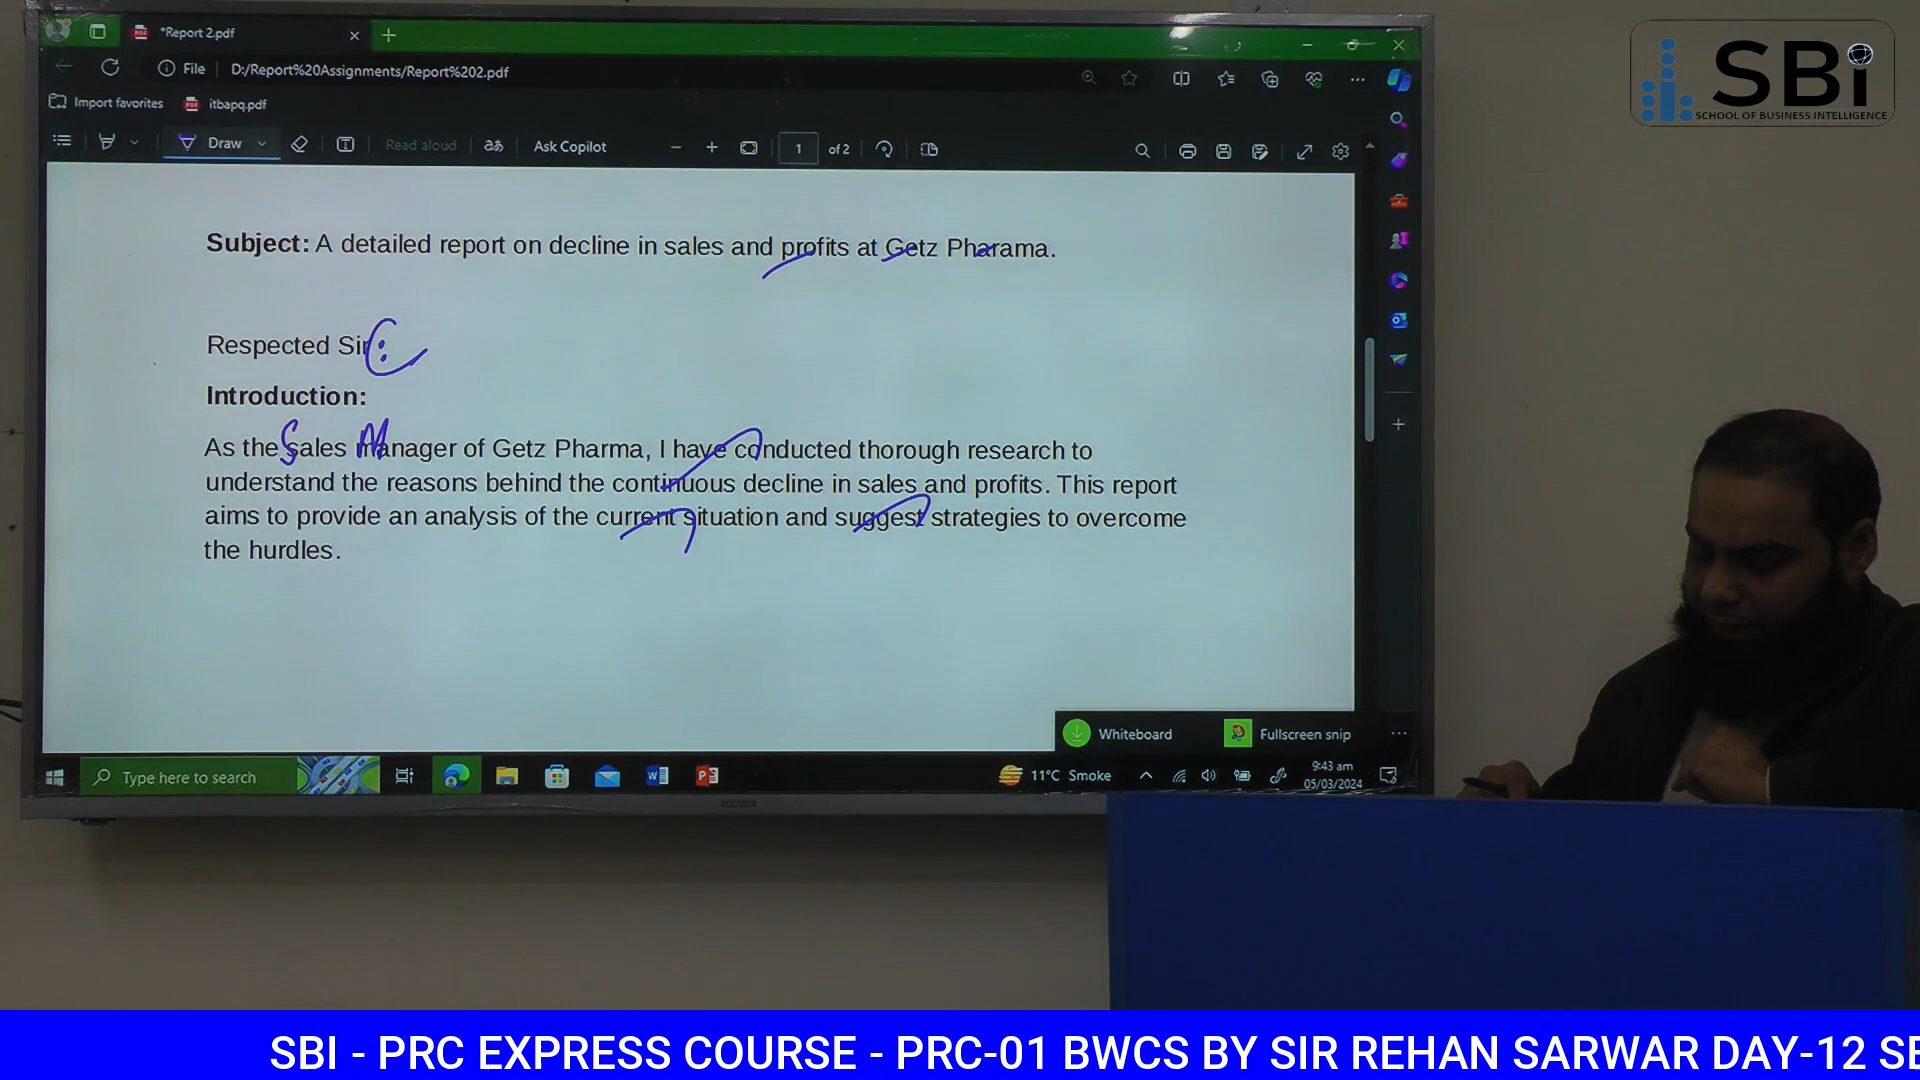 *Report 2.pdf
File D:/Report%20Assignments/Report%202.pdf
Import favorites itbapq.pdf
Draw Read aloud aあ Ask Copilot 1 of 2
Subject: A detailed report on decline in sales and profits at Getz Pharama.
Respected Sir:
Introduction:
As the Sales Manager of Getz Pharma, I have conducted thorough research to
understand the reasons behind the continuous decline in sales and profits. This report
aims to provide an analysis of the current situation and suggest strategies to overcome
the hurdles.
Whiteboard Fullscreen snip
Type here to search
11°C Smoke
9:43 am
05/03/2024
SBi
SCHOOL OF BUSINESS INTELLIGENCE
SBI - PRC EXPRESS COURSE - PRC-01 BWCS BY SIR REHAN SARWAR DAY-12 SE